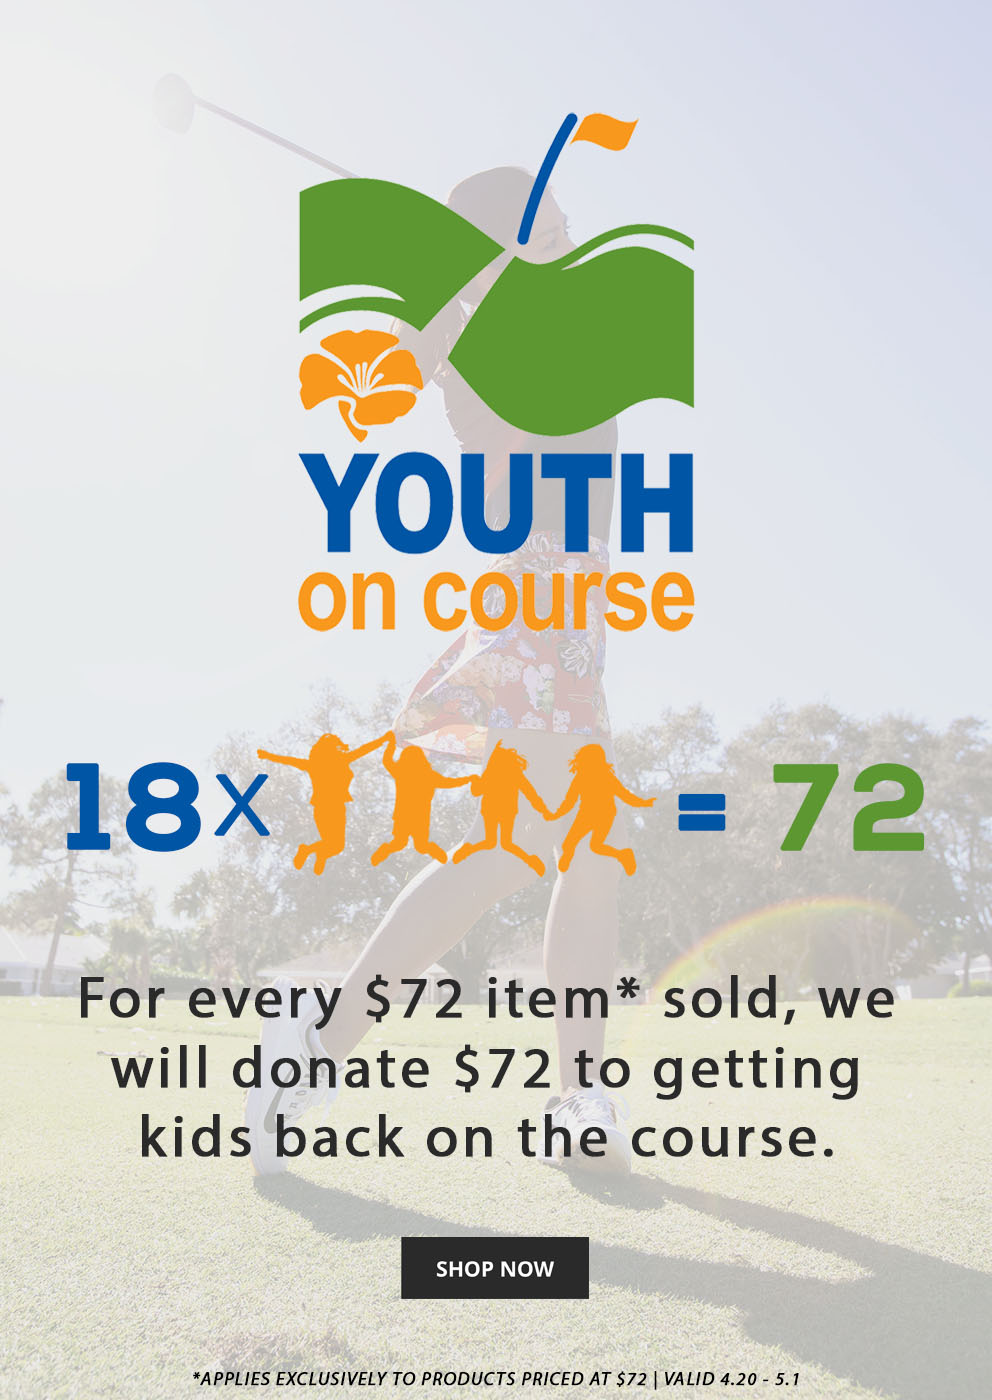 YOUTH
on course
18x = 72
For every $72 item* sold, we
will donate $72 to getting
kids back on the course.
SHOP NOW
*APPLIES EXCLUSIVELY TO PRODUCTS PRICED AT $72 | VALID 4.20 - 5.1